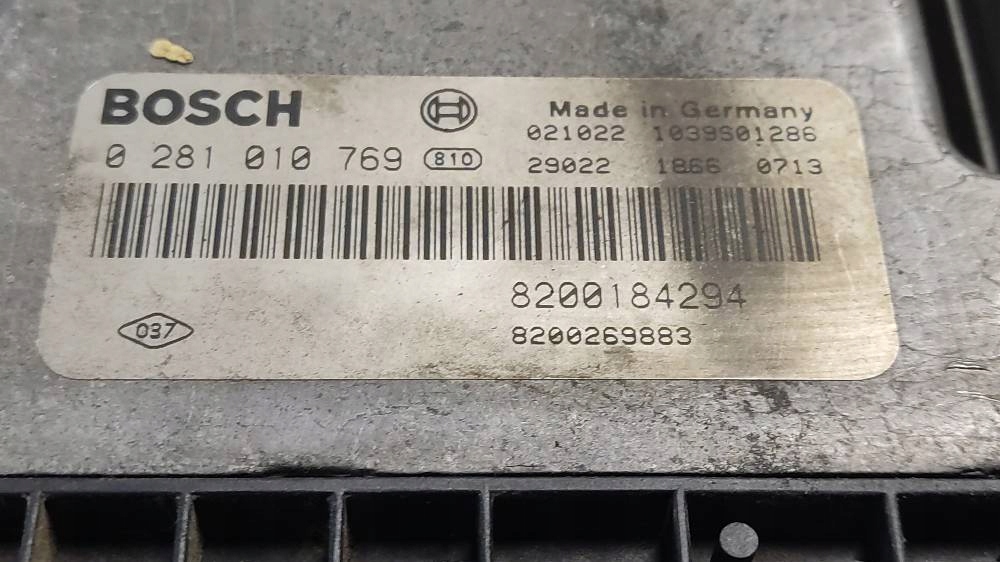 BOSCH
Made in Germany
021022 1039S01286
0 281 010 769 810
29022 1866 0713
8200184294
037
8200269883